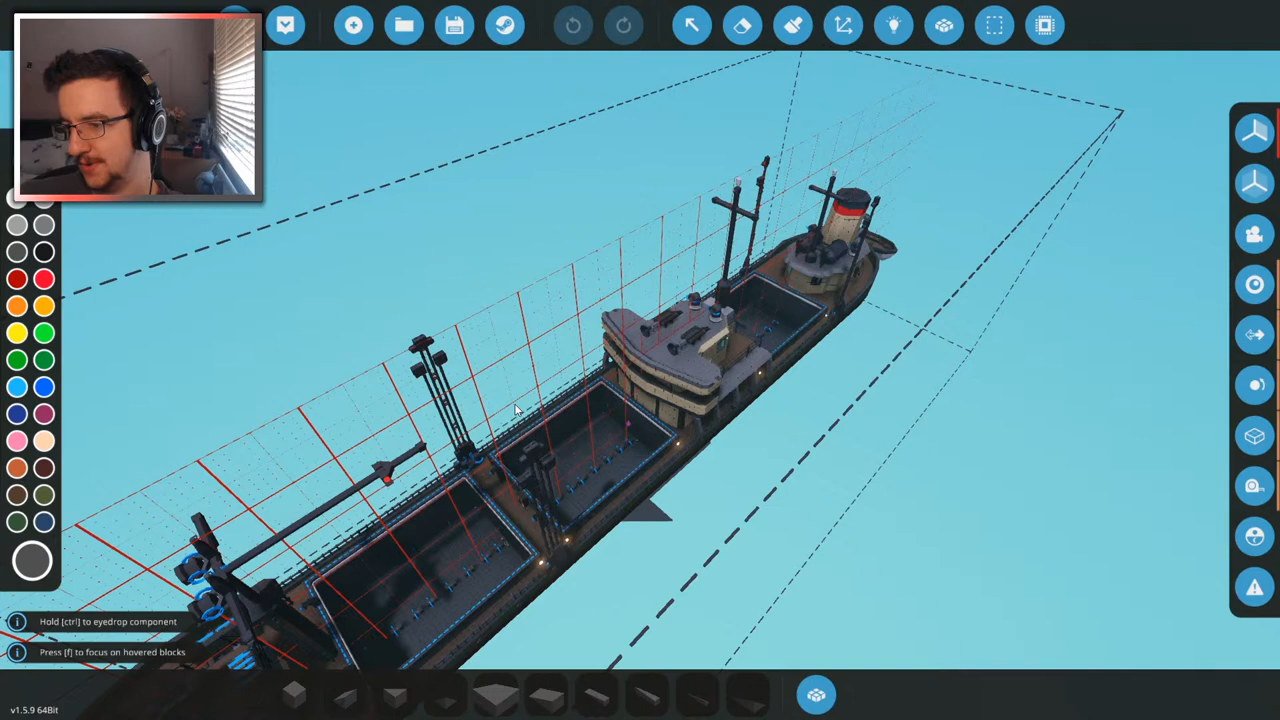 Hold [ctrl] to eyedrop component
Press [f] to focus on hovered blocks
v1.5.9 64Bit